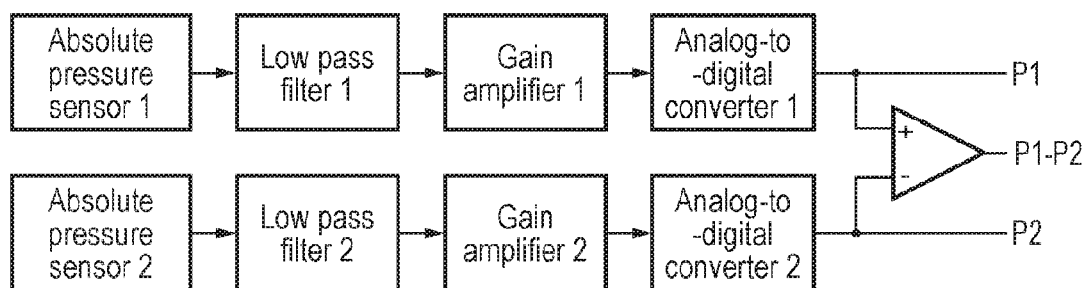 Absolute
pressure
sensor 1
Low pass
filter 1
Gain
amplifier 1
Analog-to
-digital
converter 1
P1
+
P1-P2
-
Absolute
pressure
sensor 2
Low pass
filter 2
Gain
amplifier 2
Analog-to
-digital
converter 2
P2